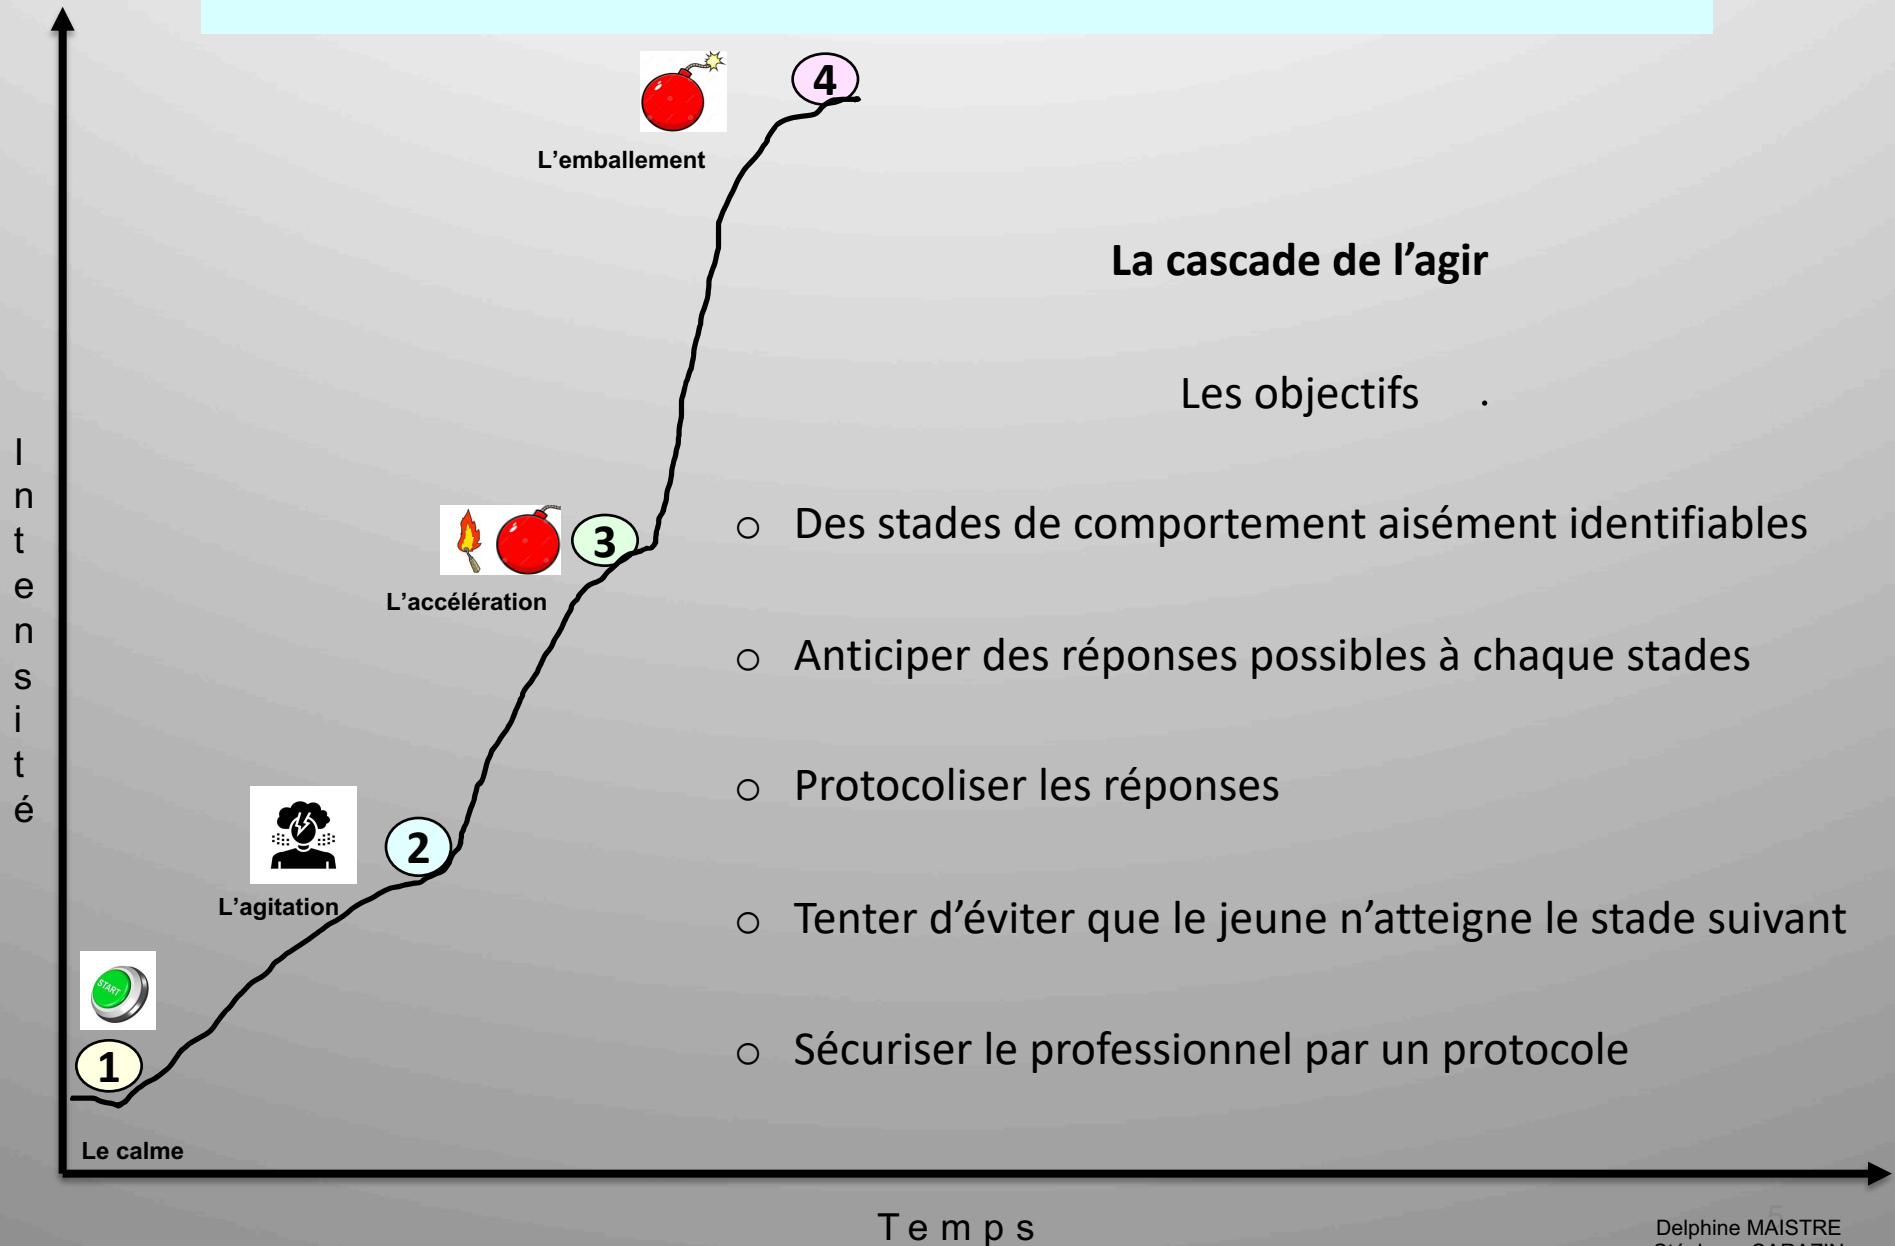 4
L'emballement
La cascade de l'agir
Les objectifs .
3
L'accélération
○ Des stades de comportement aisément identifiables
○ Anticiper des réponses possibles à chaque stades
○ Protocoliser les réponses
2
L'agitation
○ Tenter d'éviter que le jeune n'atteigne le stade suivant
START
1
○ Sécuriser le professionnel par un protocole
Le calme
Intensité
Temps
5
Delphine MAISTRE